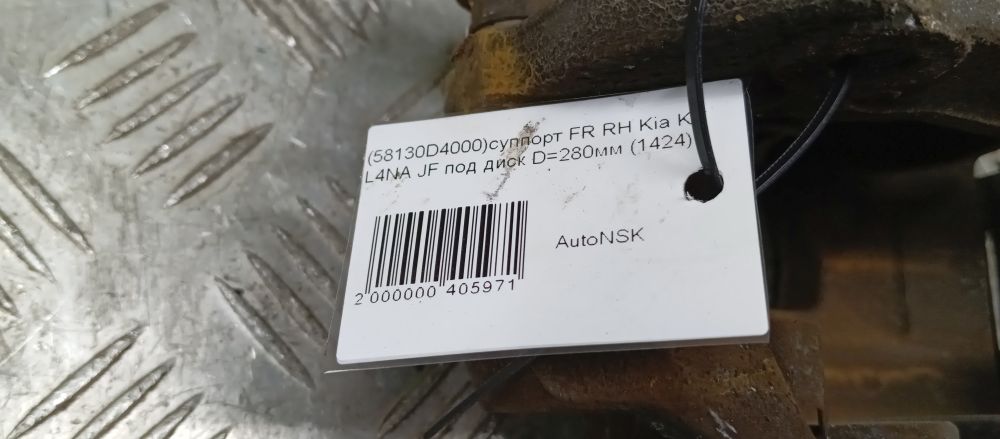 (58130D4000)суппорт FR RH Kia K
L4NA JF под диск D=280мм (1424)
AutoNSK
2 000000 405971